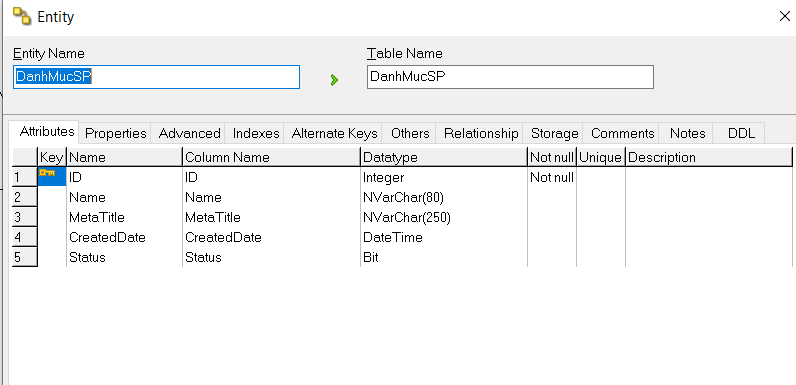 Entity
Entity Name Table Name
DanhMucSP DanhMucSP
Attributes Properties Advanced Indexes Alternate Keys Others Relationship Storage Comments Notes DDL
Key Name Column Name Datatype Not null Unique Description
1 ID ID Integer Not null
2 Name Name NVarChar(80)
3 MetaTitle MetaTitle NVarChar(250)
4 CreatedDate CreatedDate DateTime
5 Status Status Bit